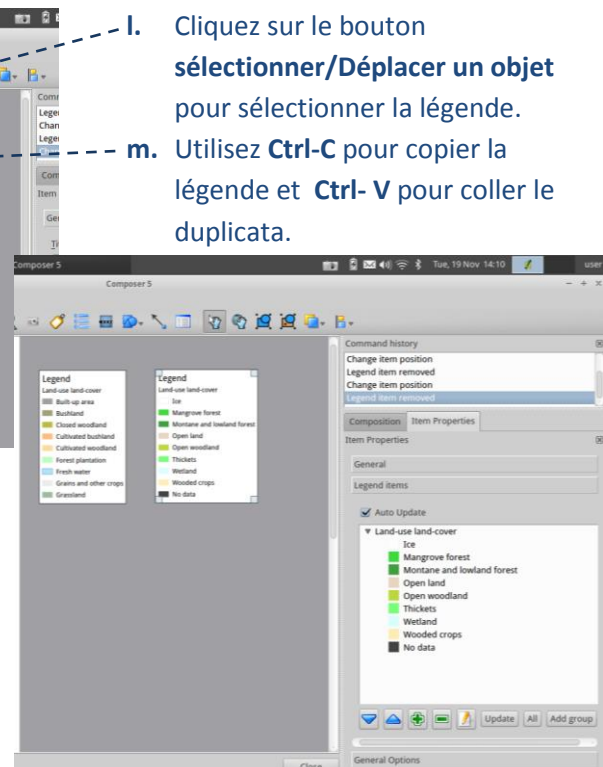 l. Cliquez sur le bouton
sélectionner/Déplacer un objet
pour sélectionner la légende.
m. Utilisez Ctrl-C pour copier la
légende et Ctrl- V pour coller le
duplicata.
Item
Composer 5
Tue, 19 Nov 14:10
user
Composer 5
Command history
Change item position
Legend item removed
Change item position
Legend item removed
Composition Item Properties
Item Properties
General
Legend items
Auto Update
Land-use land-cover
Ice
Mangrove forest
Montane and lowland forest
Open land
Open woodland
Thickets
Wetland
Wooded crops
No data
Update All Add group
General Options
Close
Legend
Land-use land-cover
Built-up area
Bushland
Closed woodland
Cultivated bushland
Cultivated woodland
Forest plantation
Fresh water
Grains and other crops
Grassland
Legend
Land-use land-cover
Ice
Mangrove forest
Montane and lowland forest
Open land
Open woodland
Thickets
Wetland
Wooded crops
No data